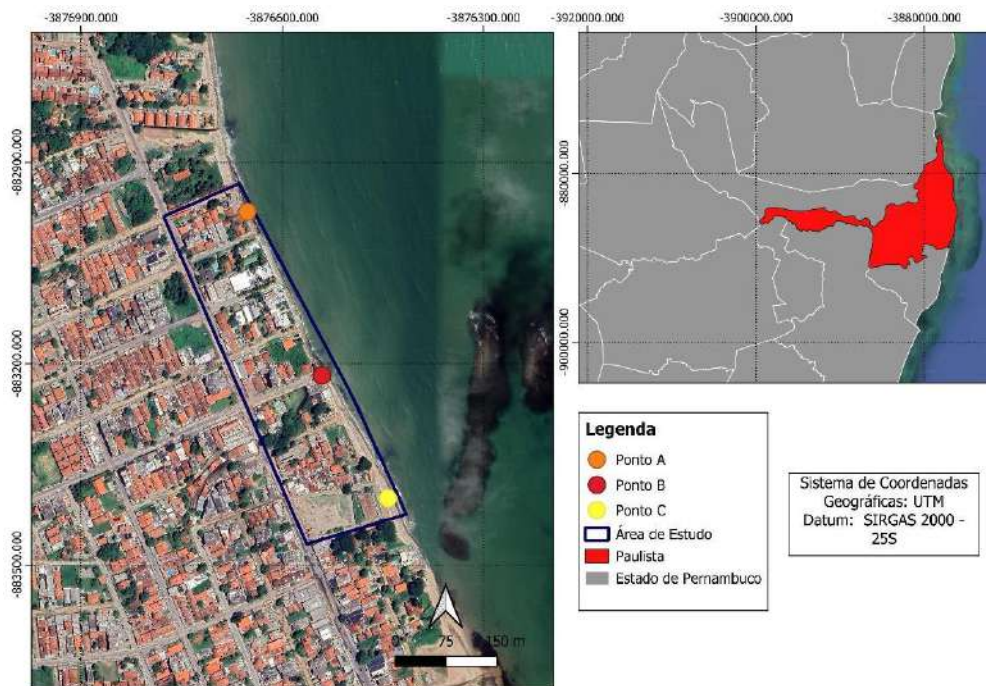 -3876900.000
-3876600.000
-3876300.000
-882900.000
-883200.000
-883500.000
0
75
150 m
-3920000.000
-3900000.000
-3880000.000
-880000.000
-900000.000
Legenda
Ponto A
Ponto B
Ponto C
Área de Estudo
Paulista
Estado de Pernambuco
Sistema de Coordenadas
Geográficas: UTM
Datum: SIRGAS 2000 -
25S